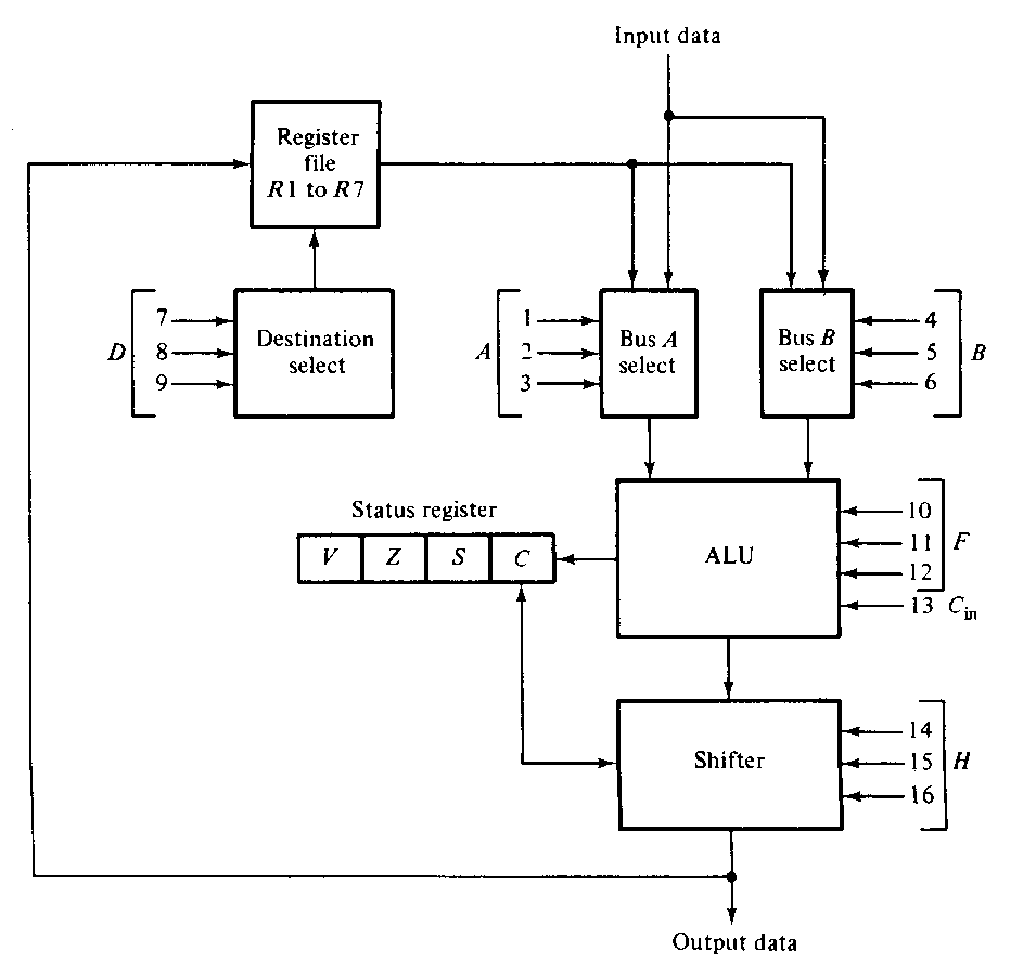 Input data
Register
file
R1 to R7
D
7
8
9
Destination
select
A
1
2
3
Bus A
select
Bus B
select
4
5
6
B
Status register
V Z S C
ALU
10
11
12
F
13 Cin
Shifter
14
15
16
H
Output data